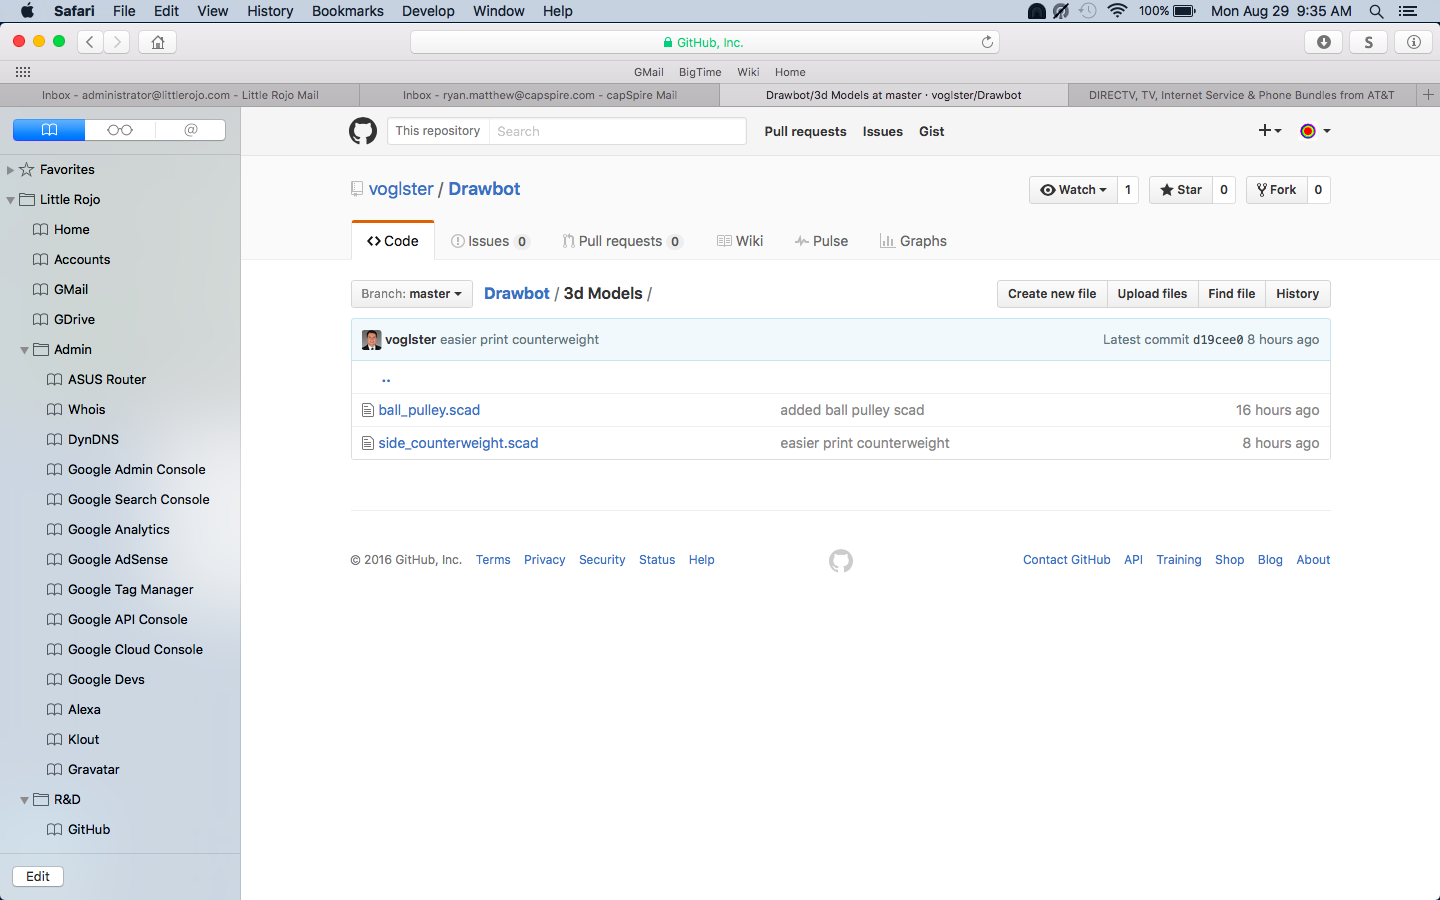 Safari File Edit View History Bookmarks Develop Window Help 100% Mon Aug 29 9:35 AM
GitHub, Inc. S
GMail BigTime Wiki Home
Inbox - administrator@littlerojo.com - Little Rojo Mail Inbox - ryan.matthew@capspire.com - capSpire Mail Drawbot/3d Models at master · voglster/Drawbot DIRECTV, TV, Internet Service & Phone Bundles from AT&T
@
Favorites
Little Rojo
Home
Accounts
GMail
GDrive
Admin
ASUS Router
Whois
DynDNS
Google Admin Console
Google Search Console
Google Analytics
Google AdSense
Google Tag Manager
Google API Console
Google Cloud Console
Google Devs
Alexa
Klout
Gravatar
R&D
GitHub
Edit
This repository Search Pull requests Issues Gist
voglster / Drawbot Watch 1 Star 0 Fork 0
Code Issues 0 Pull requests 0 Wiki Pulse Graphs
Branch: master Drawbot / 3d Models / Create new file Upload files Find file History
voglster easier print counterweight Latest commit d19cee0 8 hours ago
..
ball_pulley.scad added ball pulley scad 16 hours ago
side_counterweight.scad easier print counterweight 8 hours ago
© 2016 GitHub, Inc. Terms Privacy Security Status Help Contact GitHub API Training Shop Blog About